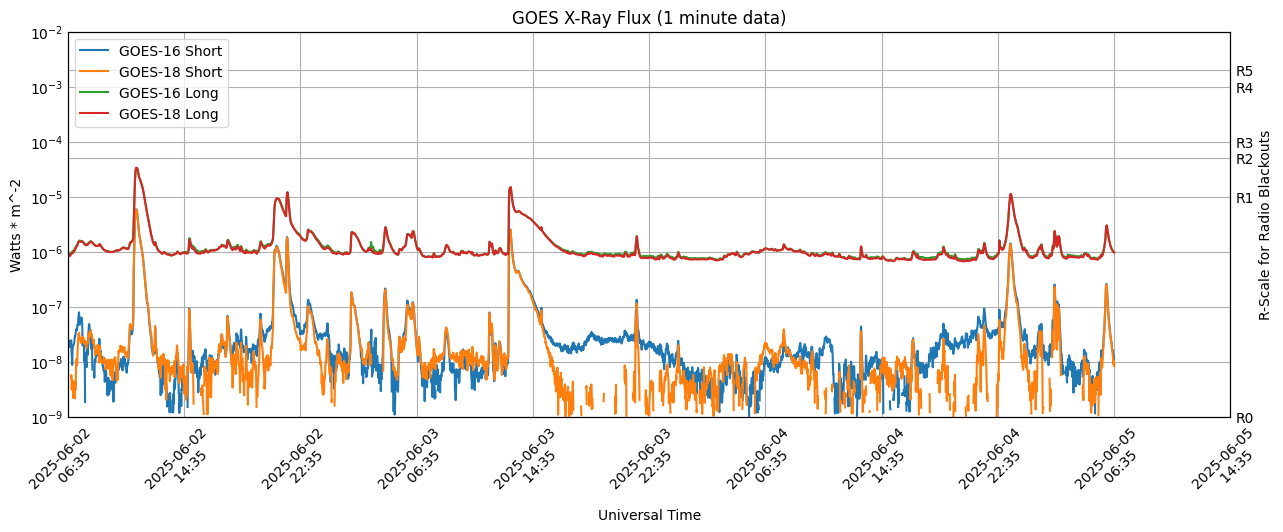 GOES X-Ray Flux (1 minute data)
GOES-16 Short
GOES-18 Short
GOES-16 Long
GOES-18 Long
Watts * m^-2
10^-2
10^-3
10^-4
10^-5
10^-6
10^-7
10^-8
10^-9
R5
R4
R3
R2
R1
R0
R-Scale for Radio Blackouts
2025-06-02
06:35
2025-06-02
14:35
2025-06-02
22:35
2025-06-03
06:35
2025-06-03
14:35
2025-06-03
22:35
2025-06-04
06:35
2025-06-04
14:35
2025-06-04
22:35
2025-06-05
06:35
2025-06-05
14:35
Universal Time